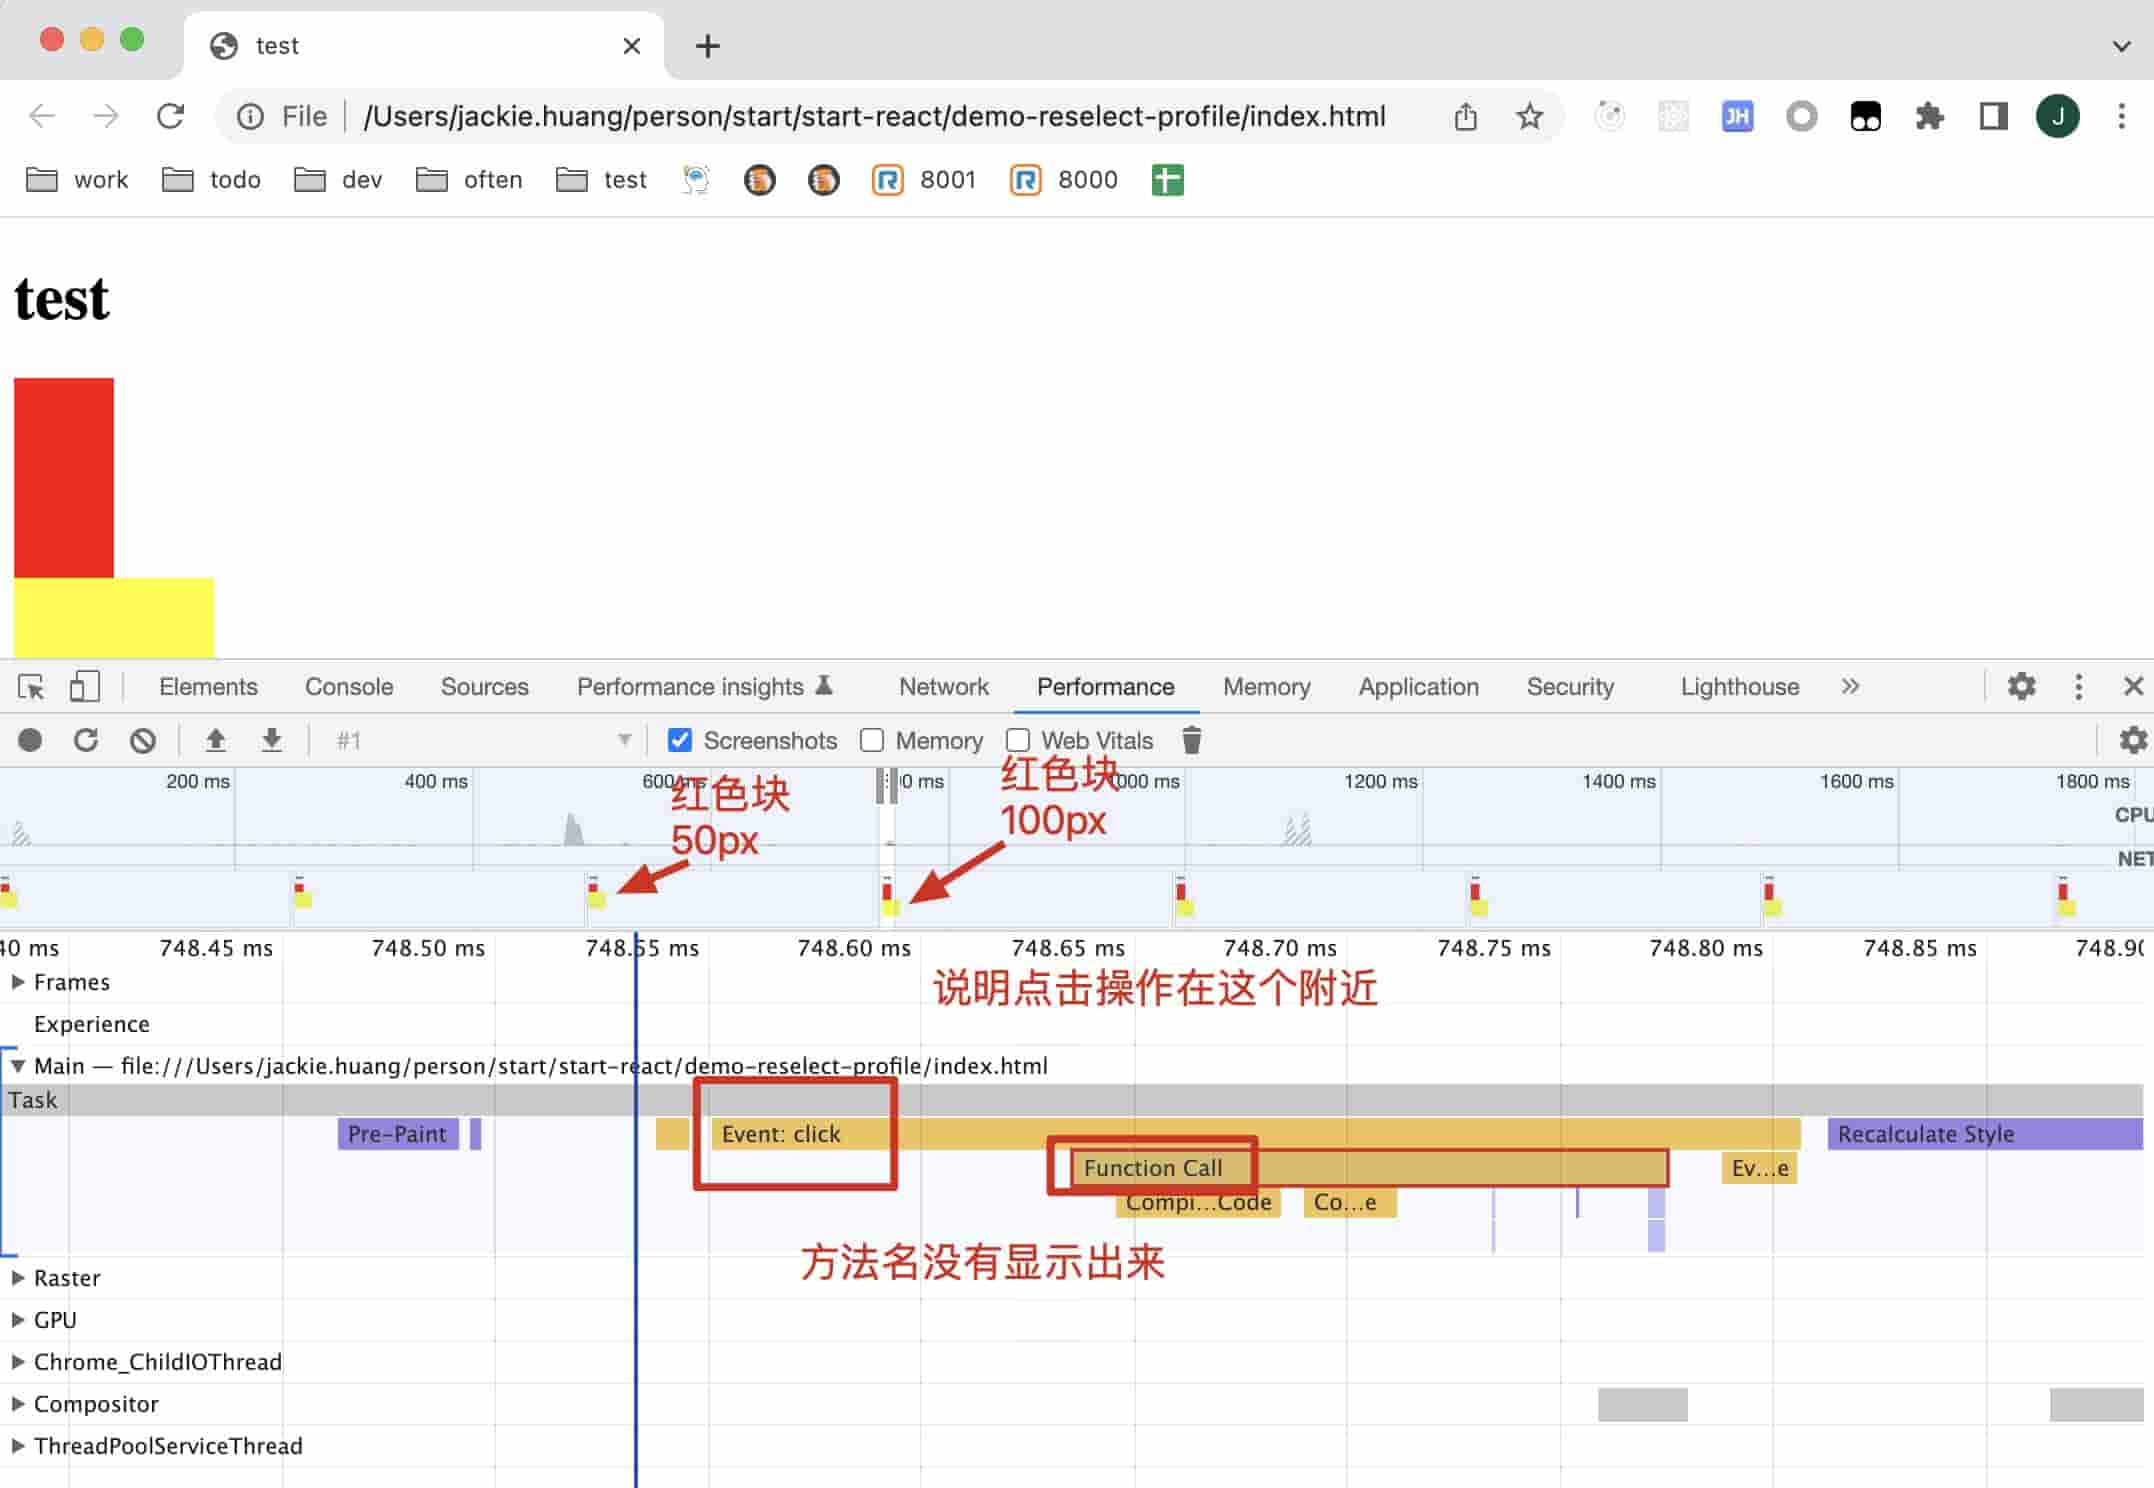 test
File
/Users/jackie.huang/person/start/start-react/demo-reselect-profile/index.html
JH
J
work
todo
dev
often
test
8001
8000
test
Elements
Console
Sources
Performance insights
Network
Performance
Memory
Application
Security
Lighthouse
#1
Screenshots
Memory
Web Vitals
200 ms
400 ms
1200 ms
1400 ms
1600 ms
1800 ms
红色块
50px
红色块
100px
CPU
NET
40 ms
748.45 ms
748.50 ms
748.55 ms
748.60 ms
748.65 ms
748.70 ms
748.75 ms
748.80 ms
748.85 ms
748.90
Frames
说明点击操作在这个附近
Experience
Main — file:///Users/jackie.huang/person/start/start-react/demo-reselect-profile/index.html
Task
Pre-Paint
Event: click
Recalculate Style
Function Call
Ev...e
Compi...Code
Co...e
方法名没有显示出来
Raster
GPU
Chrome_ChildIOThread
Compositor
ThreadPoolServiceThread